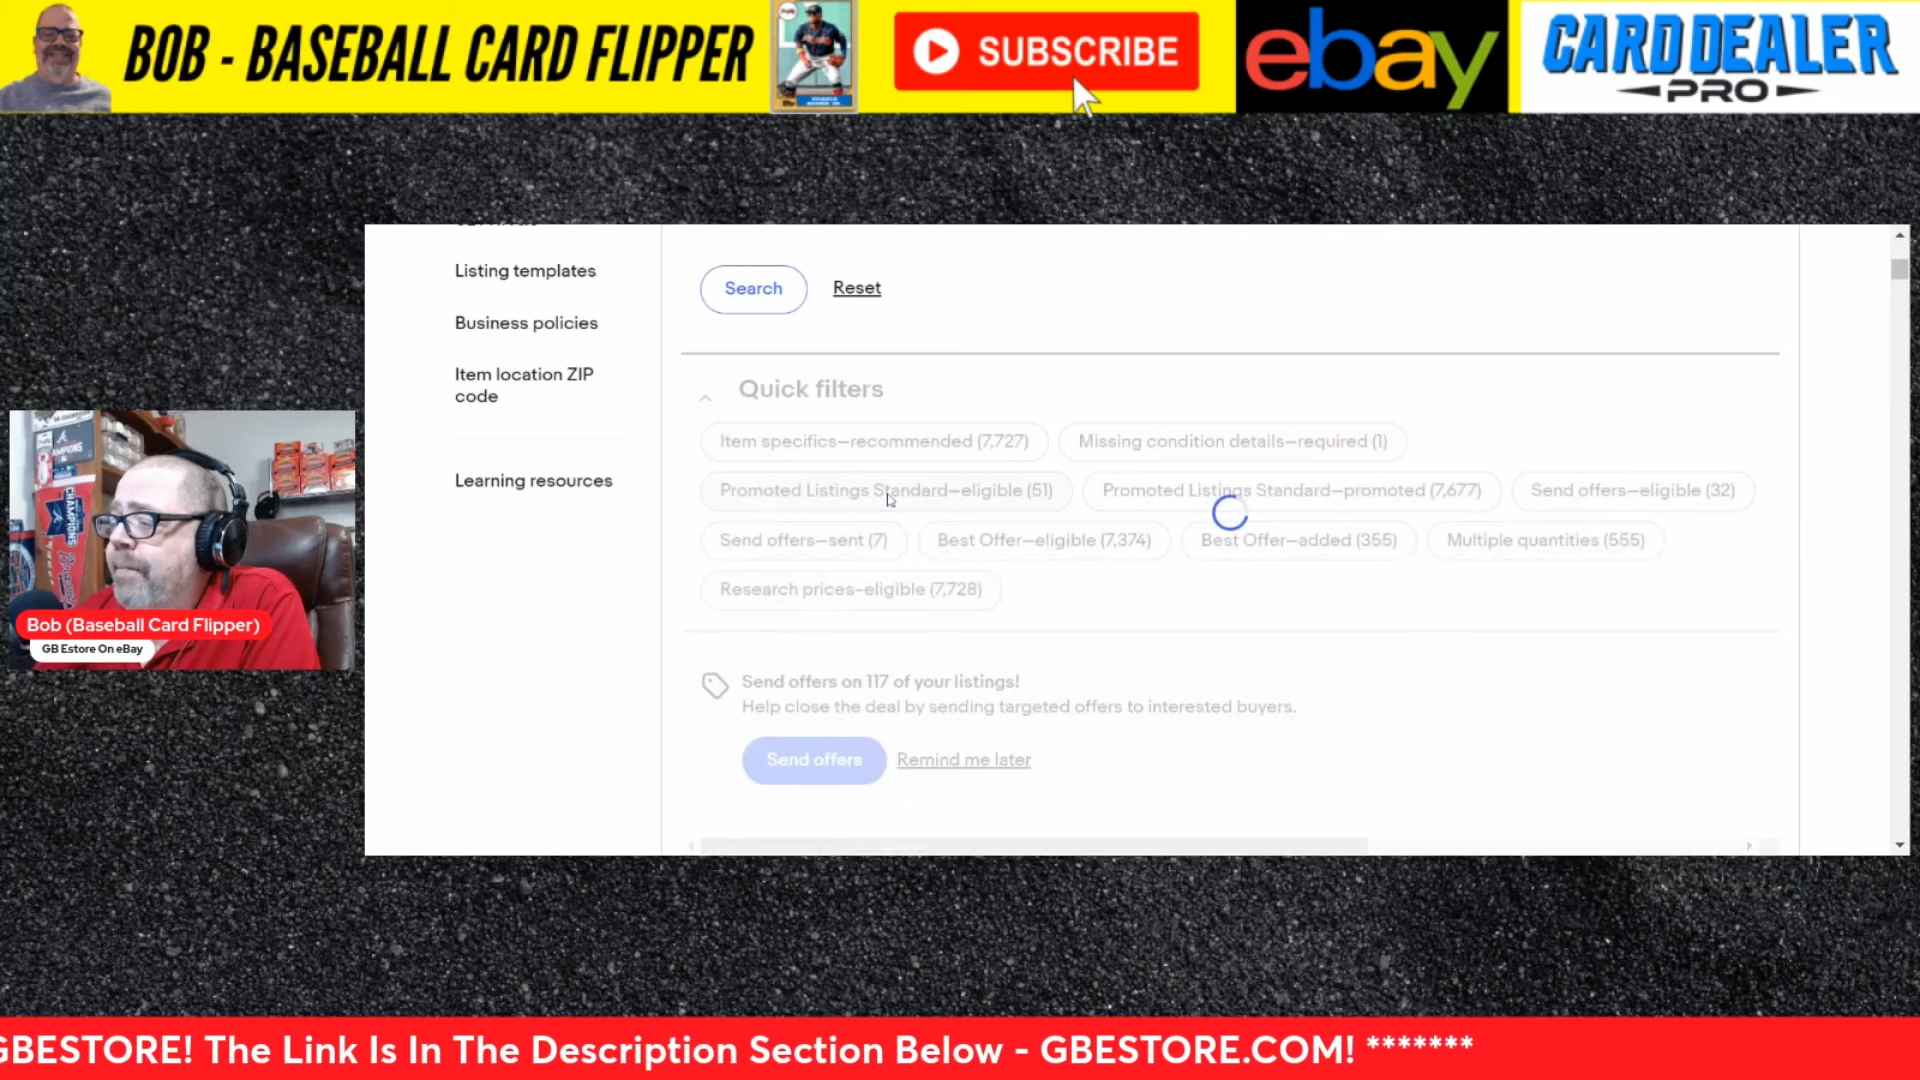 BOB - BASEBALL CARD FLIPPER
SUBSCRIBE
ebay
CARD DEALER
PRO
Listing templates
Business policies
Item location ZIP
code
Learning resources
Search
Reset
Quick filters
Item specifics–recommended (7,727)
Missing condition details–required (1)
Promoted Listings Standard–eligible (51)
Promoted Listings Standard–promoted (7,677)
Send offers–eligible (32)
Send offers–sent (7)
Best Offer–eligible (7,374)
Best Offer–added (355)
Multiple quantities (555)
Research prices–eligible (7,728)
Send offers on 117 of your listings!
Help close the deal by sending targeted offers to interested buyers.
Send offers
Remind me later
CHAMPIONS
Bob (Baseball Card Flipper)
GB Estore On eBay
GBESTORE! The Link Is In The Description Section Below - GBESTORE.COM! *******